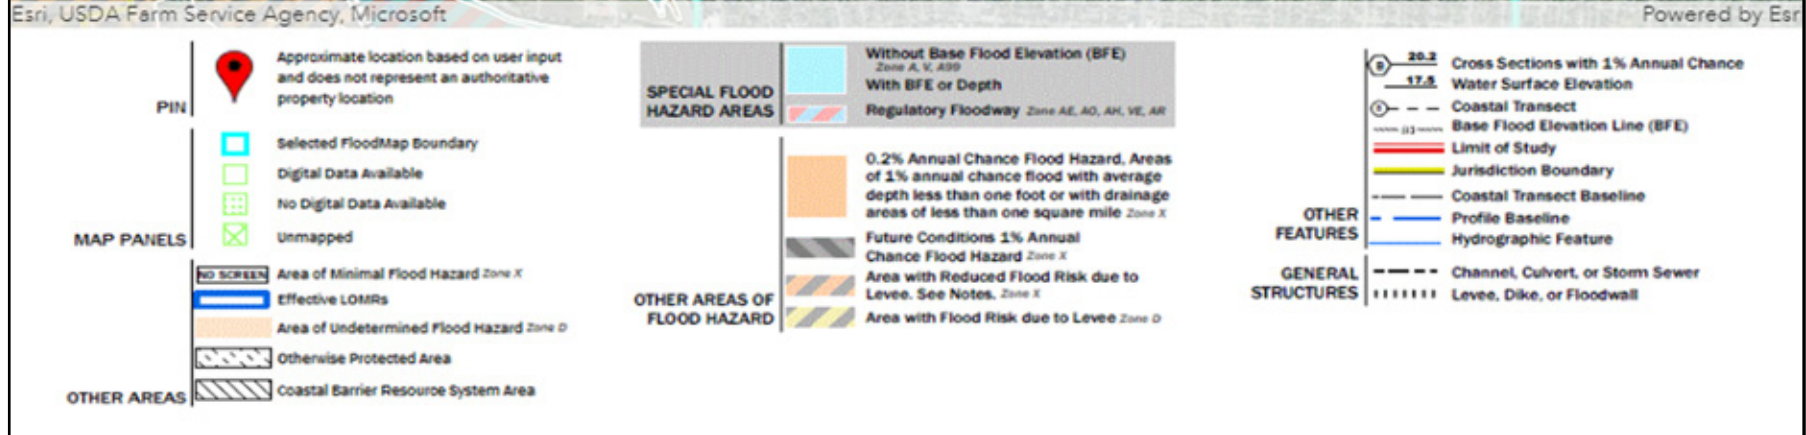 Esri, USDA Farm Service Agency, Microsoft
Powered by Esri
PIN
Approximate location based on user input
and does not represent an authoritative
property location
MAP PANELS
Selected FloodMap Boundary
Digital Data Available
No Digital Data Available
Unmapped
OTHER AREAS
NO SCREEN Area of Minimal Flood Hazard Zone X
Effective LOMRs
Area of Undetermined Flood Hazard Zone D
Otherwise Protected Area
Coastal Barrier Resource System Area
SPECIAL FLOOD
HAZARD AREAS
Without Base Flood Elevation (BFE)
Zone A, V, A99
With BFE or Depth
Regulatory Floodway Zone AE, AO, AH, VE, AR
OTHER AREAS OF
FLOOD HAZARD
0.2% Annual Chance Flood Hazard, Areas
of 1% annual chance flood with average
depth less than one foot or with drainage
areas of less than one square mile Zone X
Future Conditions 1% Annual
Chance Flood Hazard Zone X
Area with Reduced Flood Risk due to
Levee. See Notes. Zone X
Area with Flood Risk due to Levee Zone D
OTHER
FEATURES
20.2 Cross Sections with 1% Annual Chance
17.5 Water Surface Elevation
Coastal Transect
Base Flood Elevation Line (BFE)
Limit of Study
Jurisdiction Boundary
Coastal Transect Baseline
Profile Baseline
Hydrographic Feature
GENERAL
STRUCTURES
Channel, Culvert, or Storm Sewer
Levee, Dike, or Floodwall